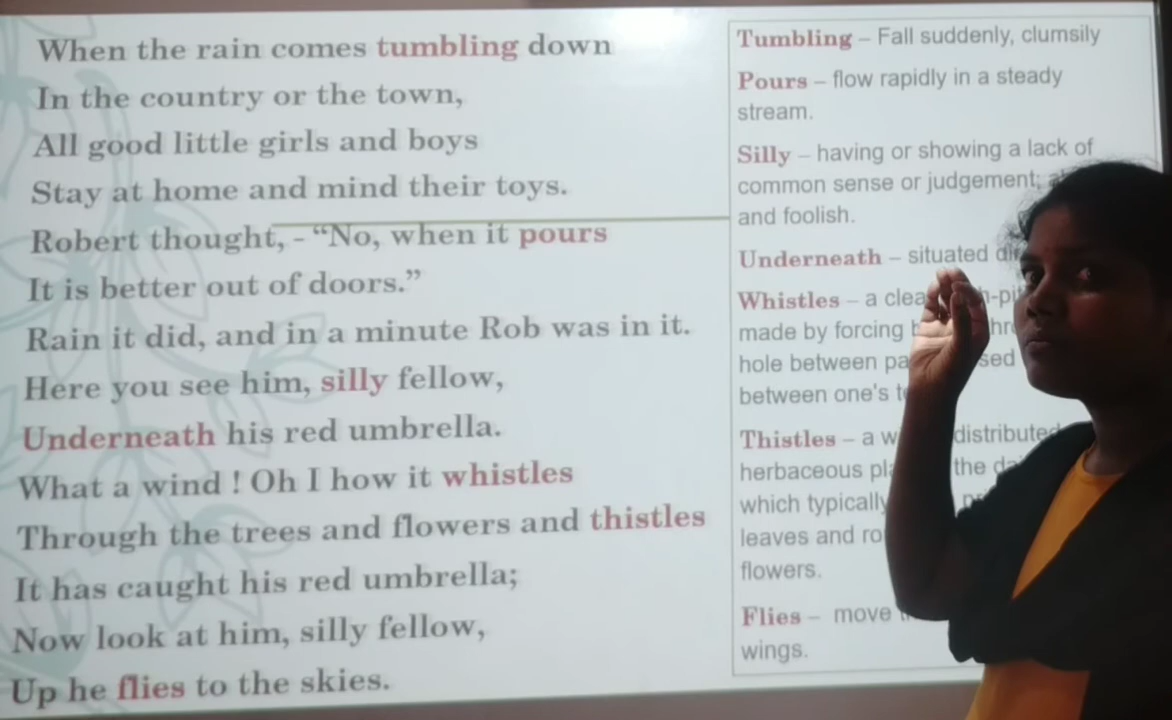 When the rain comes tumbling down
In the country or the town,
All good little girls and boys
Stay at home and mind their toys.
Robert thought, - “No, when it pours
It is better out of doors.”
Rain it did, and in a minute Rob was in it.
Here you see him, silly fellow,
Underneath his red umbrella.
What a wind ! Oh I how it whistles
Through the trees and flowers and thistles
It has caught his red umbrella;
Now look at him, silly fellow,
Up he flies to the skies.
Tumbling – Fall suddenly, clumsily
Pours – flow rapidly in a steady
stream.
Silly – having or showing a lack of
common sense or judgement;
and foolish.
Underneath – situated
Whistles – a
made by forcing
hole between
between one's
Thistles – a distributed
herbaceous the
which typically
leaves and
flowers.
Flies – move
wings.